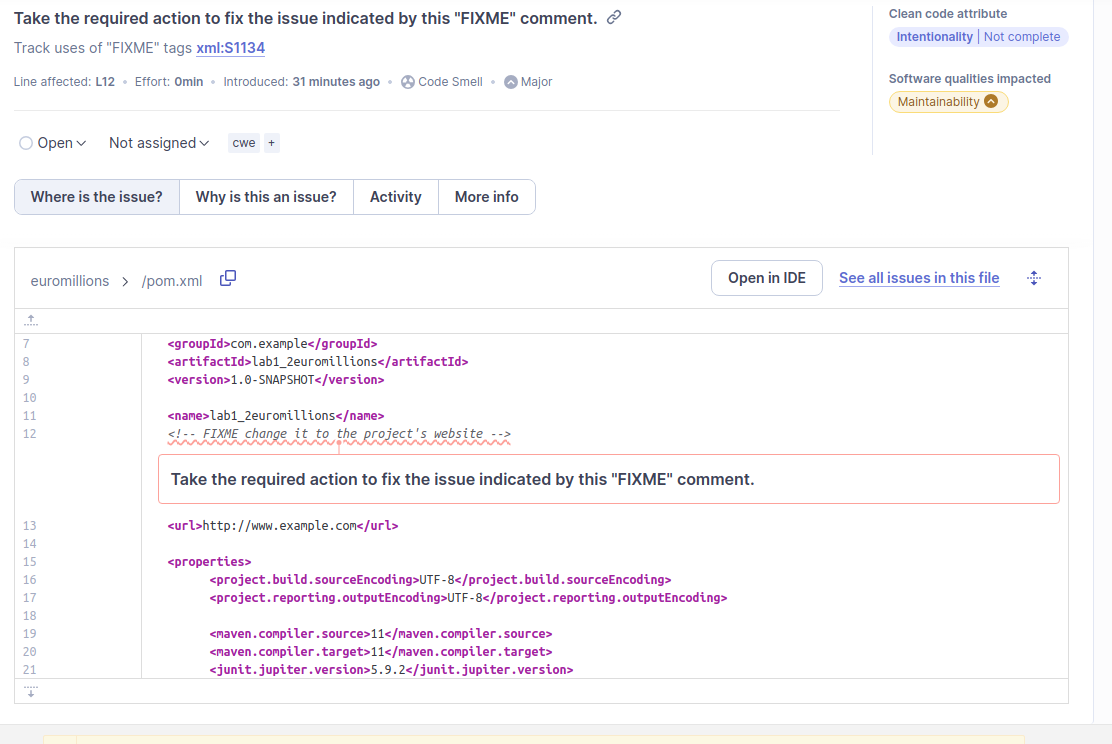 Take the required action to fix the issue indicated by this "FIXME" comment.
Track uses of "FIXME" tags xml:S1134
Line affected: L12 • Effort: 0min • Introduced: 31 minutes ago • Code Smell • Major
Clean code attribute
Intentionality | Not complete
Software qualities impacted
Maintainability
Open Not assigned cwe +
Where is the issue? Why is this an issue? Activity More info
euromillions > /pom.xml Open in IDE See all issues in this file
7 <groupId>com.example</groupId>
8 <artifactId>lab1_2euromillions</artifactId>
9 <version>1.0-SNAPSHOT</version>
10
11 <name>lab1_2euromillions</name>
12 <!-- FIXME change it to the project's website -->
Take the required action to fix the issue indicated by this "FIXME" comment.
13 <url>http://www.example.com</url>
14
15 <properties>
16 <project.build.sourceEncoding>UTF-8</project.build.sourceEncoding>
17 <project.reporting.outputEncoding>UTF-8</project.reporting.outputEncoding>
18
19 <maven.compiler.source>11</maven.compiler.source>
20 <maven.compiler.target>11</maven.compiler.target>
21 <junit.jupiter.version>5.9.2</junit.jupiter.version>